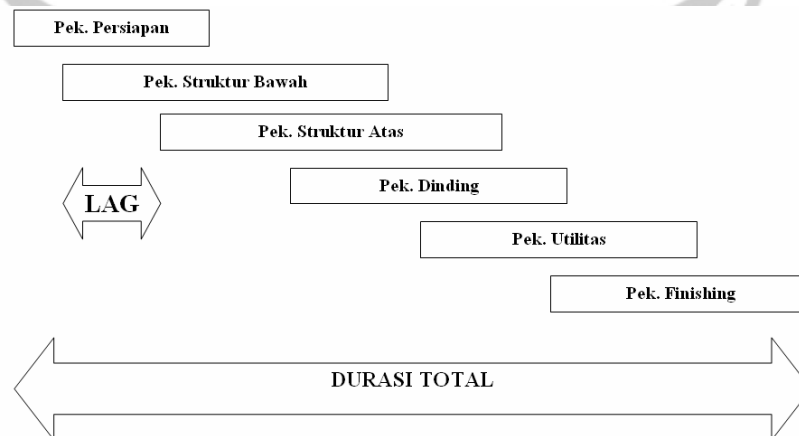 Pek. Persiapan
Pek. Struktur Bawah
Pek. Struktur Atas
Pek. Dinding
LAG
Pek. Utilitas
Pek. Finishing
DURASI TOTAL